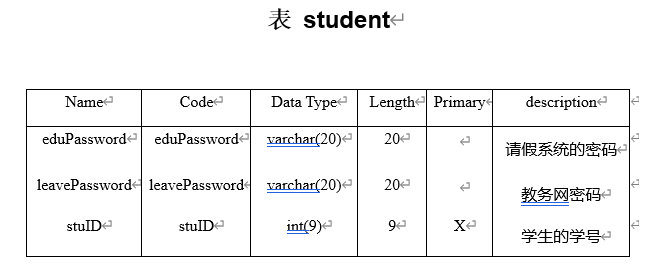 表 student
Name Code Data Type Length Primary description
eduPassword eduPassword varchar(20) 20 请假系统的密码
leavePassword leavePassword varchar(20) 20 教务网密码
stuID stuID int(9) 9 X 学生的学号